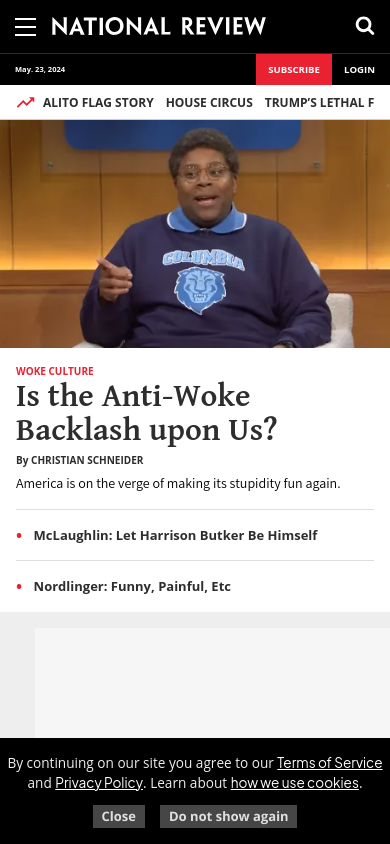 NATIONAL REVIEW
May. 23, 2024
SUBSCRIBE
LOGIN
ALITO FLAG STORY HOUSE CIRCUS TRUMP'S LETHAL F
COLUMBIA
WOKE CULTURE
Is the Anti-Woke
Backlash upon Us?
By CHRISTIAN SCHNEIDER
America is on the verge of making its stupidity fun again.
McLaughlin: Let Harrison Butker Be Himself
Nordlinger: Funny, Painful, Etc
By continuing on our site you agree to our Terms of Service
and Privacy Policy. Learn about how we use cookies.
Close
Do not show again